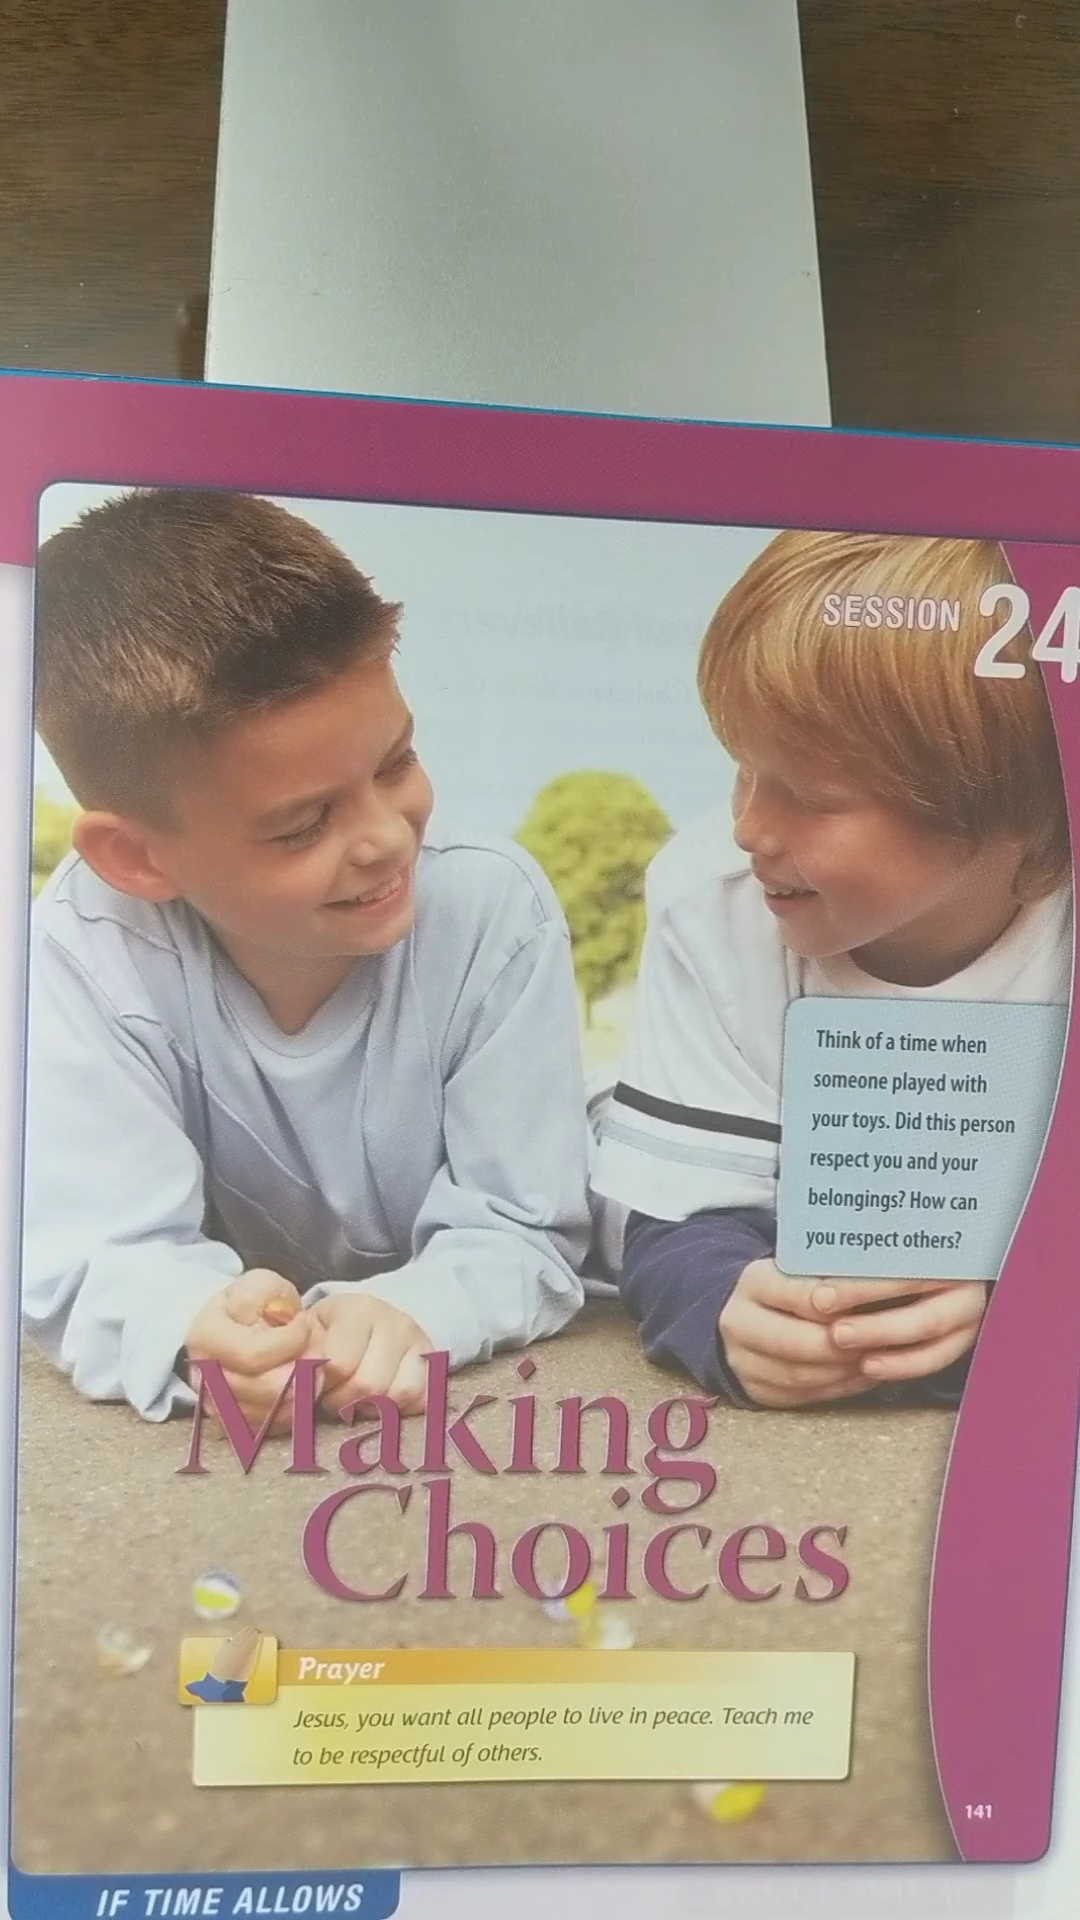 SESSION 24
Think of a time when
someone played with
your toys. Did this person
respect you and your
belongings? How can
you respect others?
Making
Choices
Prayer
Jesus, you want all people to live in peace. Teach me
to be respectful of others.
141
IF TIME ALLOWS